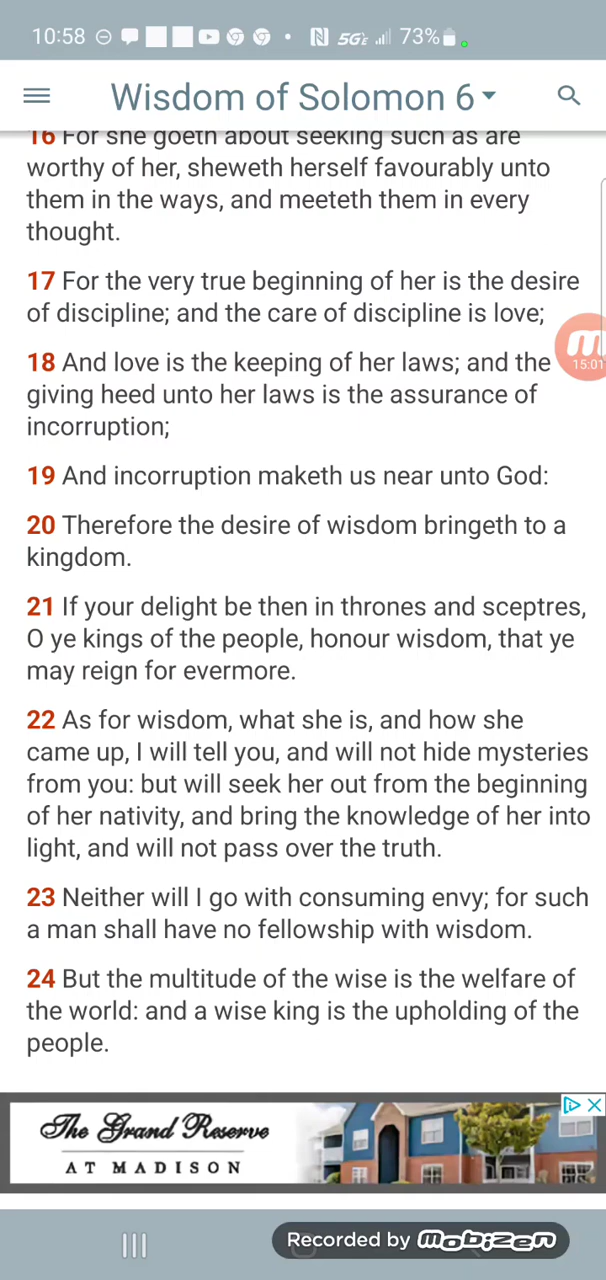 10:58 5GE 73%
Wisdom of Solomon 6
16 For she goeth about seeking such as are
worthy of her, sheweth herself favourably unto
them in the ways, and meeteth them in every
thought.
17 For the very true beginning of her is the desire
of discipline; and the care of discipline is love;
18 And love is the keeping of her laws; and the
giving heed unto her laws is the assurance of
incorruption;
15:01
19 And incorruption maketh us near unto God:
20 Therefore the desire of wisdom bringeth to a
kingdom.
21 If your delight be then in thrones and sceptres,
O ye kings of the people, honour wisdom, that ye
may reign for evermore.
22 As for wisdom, what she is, and how she
came up, I will tell you, and will not hide mysteries
from you: but will seek her out from the beginning
of her nativity, and bring the knowledge of her into
light, and will not pass over the truth.
23 Neither will I go with consuming envy; for such
a man shall have no fellowship with wisdom.
24 But the multitude of the wise is the welfare of
the world: and a wise king is the upholding of the
people.
The Grand Reserve
AT MADISON
Recorded by Mobizen